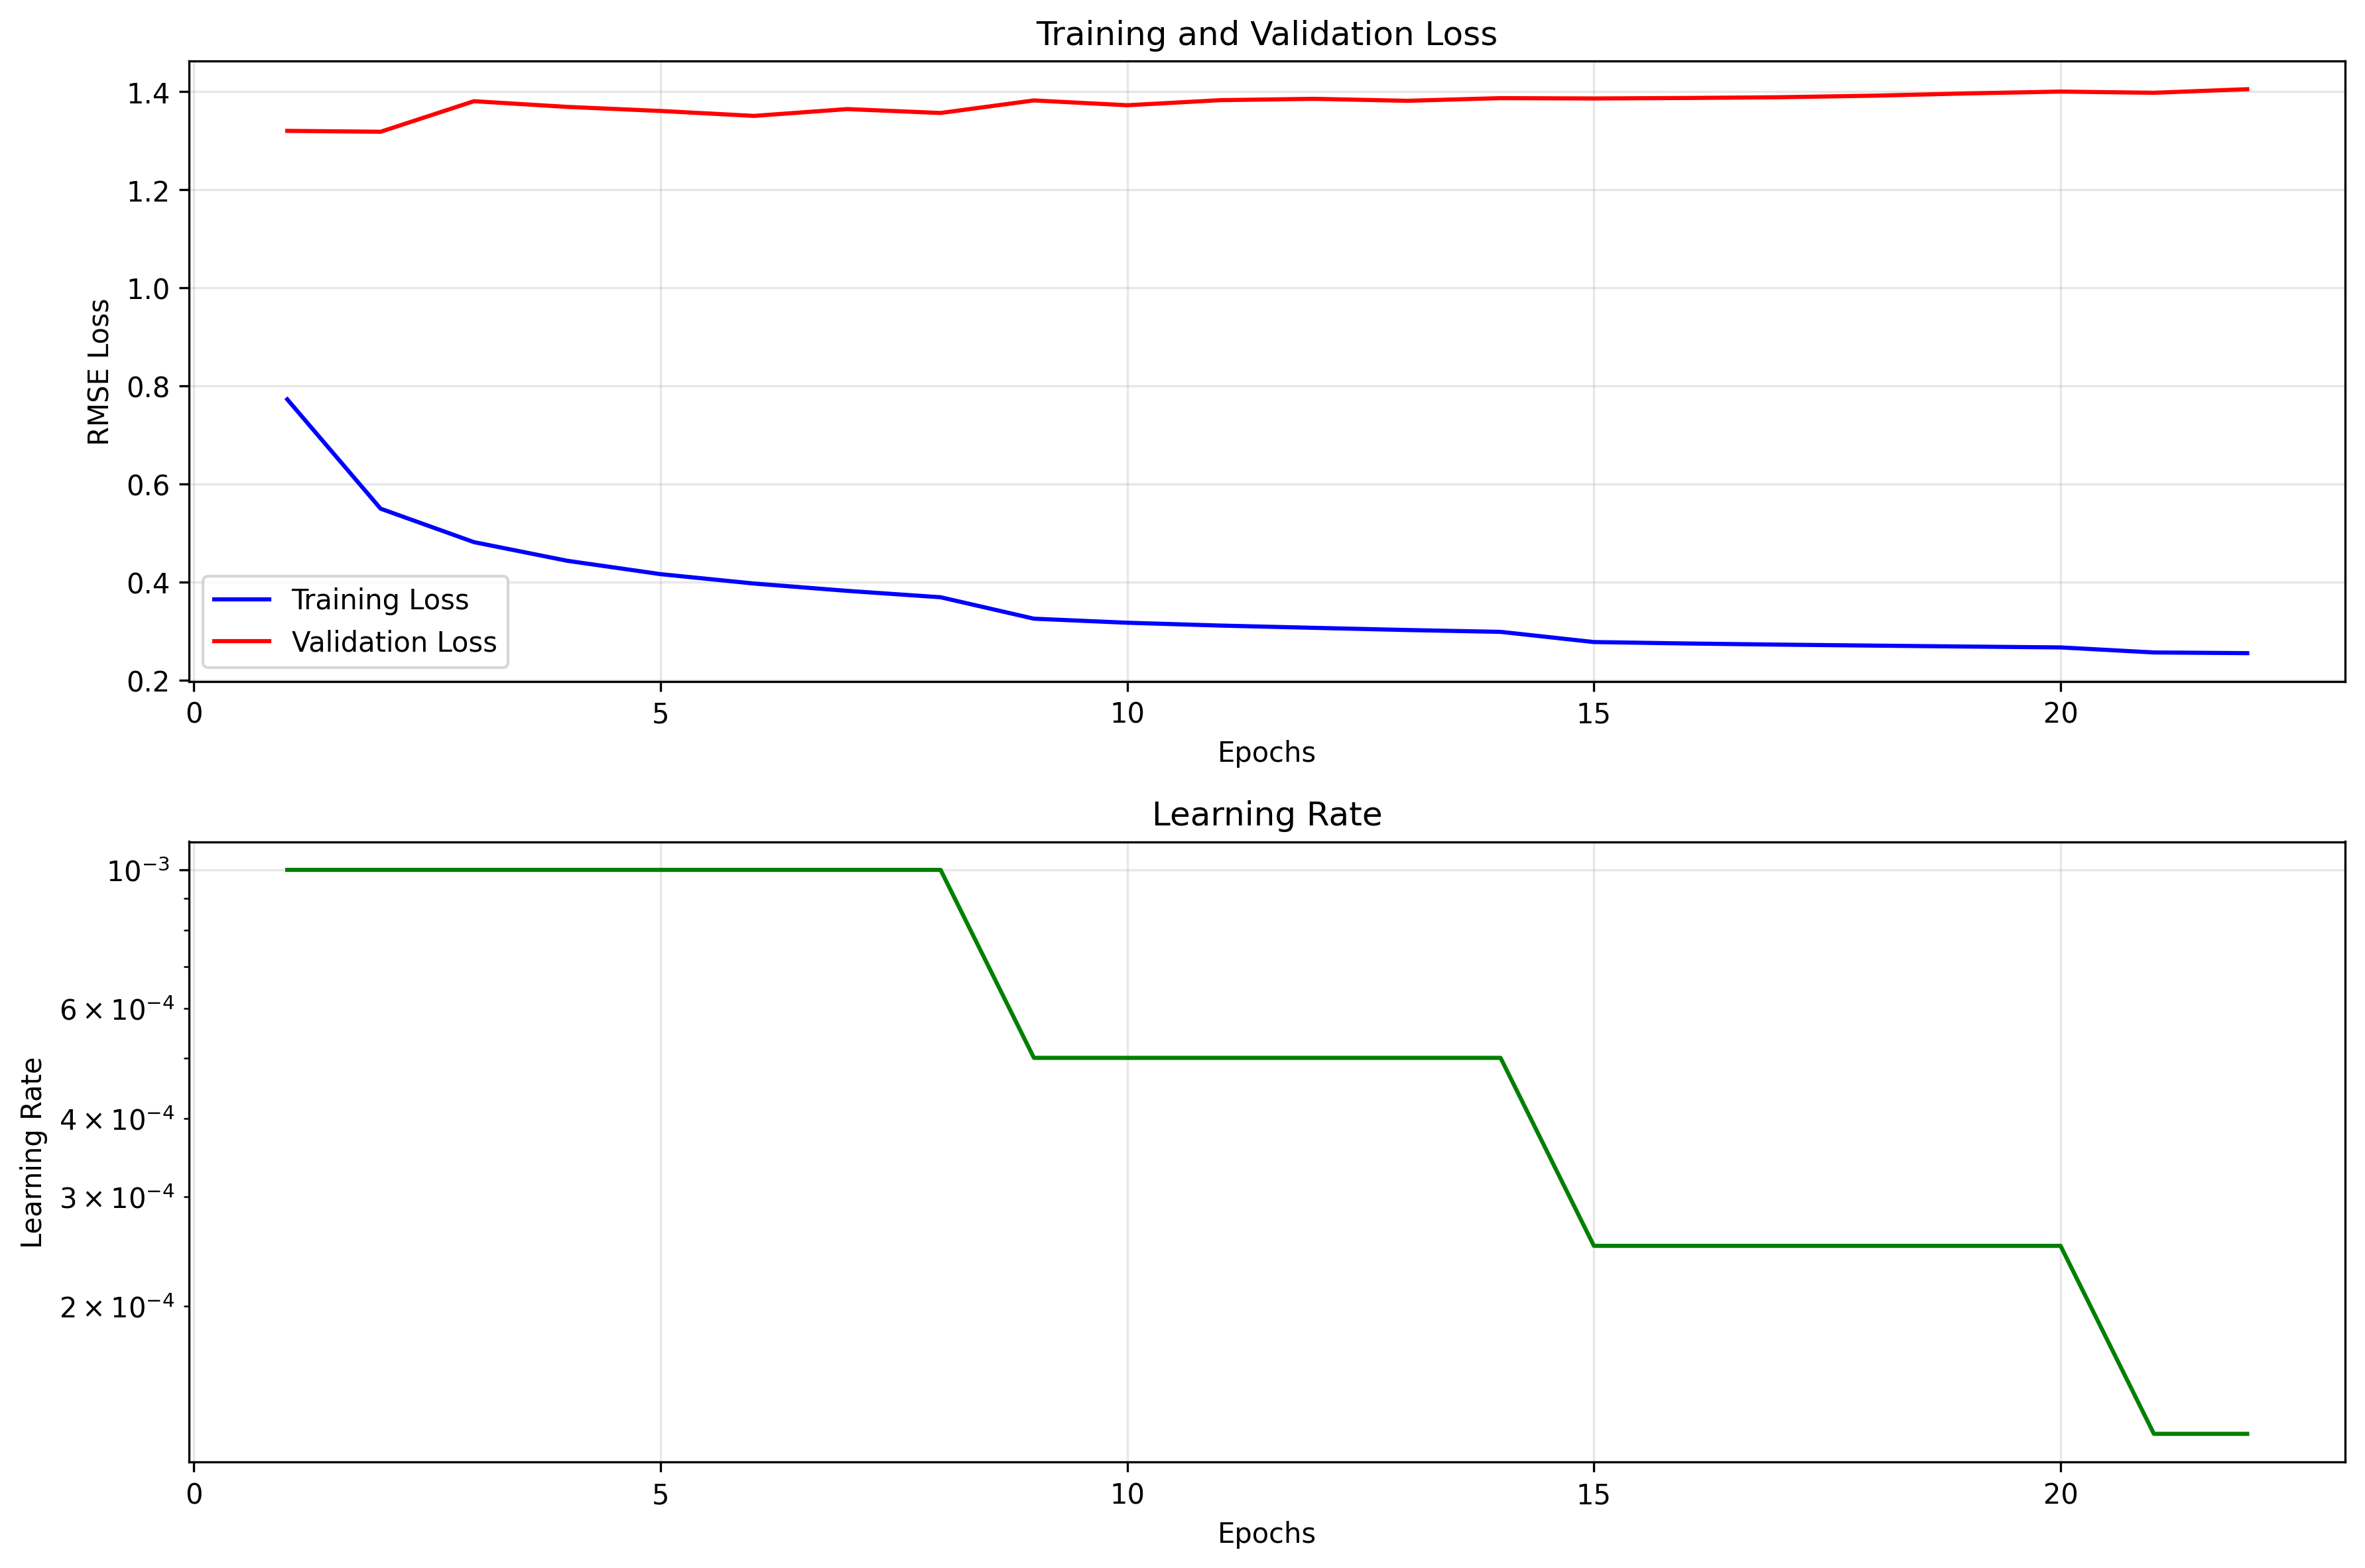 Training and Validation Loss
1.4
1.2
1.0
0.8
0.6
0.4
0.2
RMSE Loss
Training Loss
Validation Loss
0 5 10 15 20
Epochs
Learning Rate
10⁻³
6 × 10⁻⁴
4 × 10⁻⁴
3 × 10⁻⁴
2 × 10⁻⁴
Learning Rate
0 5 10 15 20
Epochs